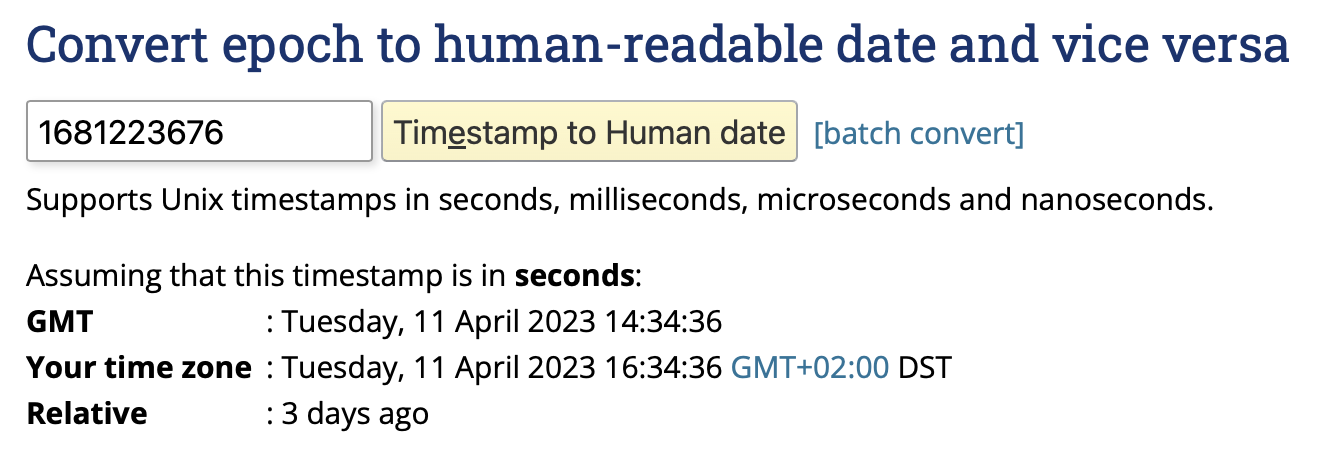 Convert epoch to human-readable date and vice versa
1681223676 Timestamp to Human date [batch convert]
Supports Unix timestamps in seconds, milliseconds, microseconds and nanoseconds.
Assuming that this timestamp is in seconds:
GMT : Tuesday, 11 April 2023 14:34:36
Your time zone : Tuesday, 11 April 2023 16:34:36 GMT+02:00 DST
Relative : 3 days ago